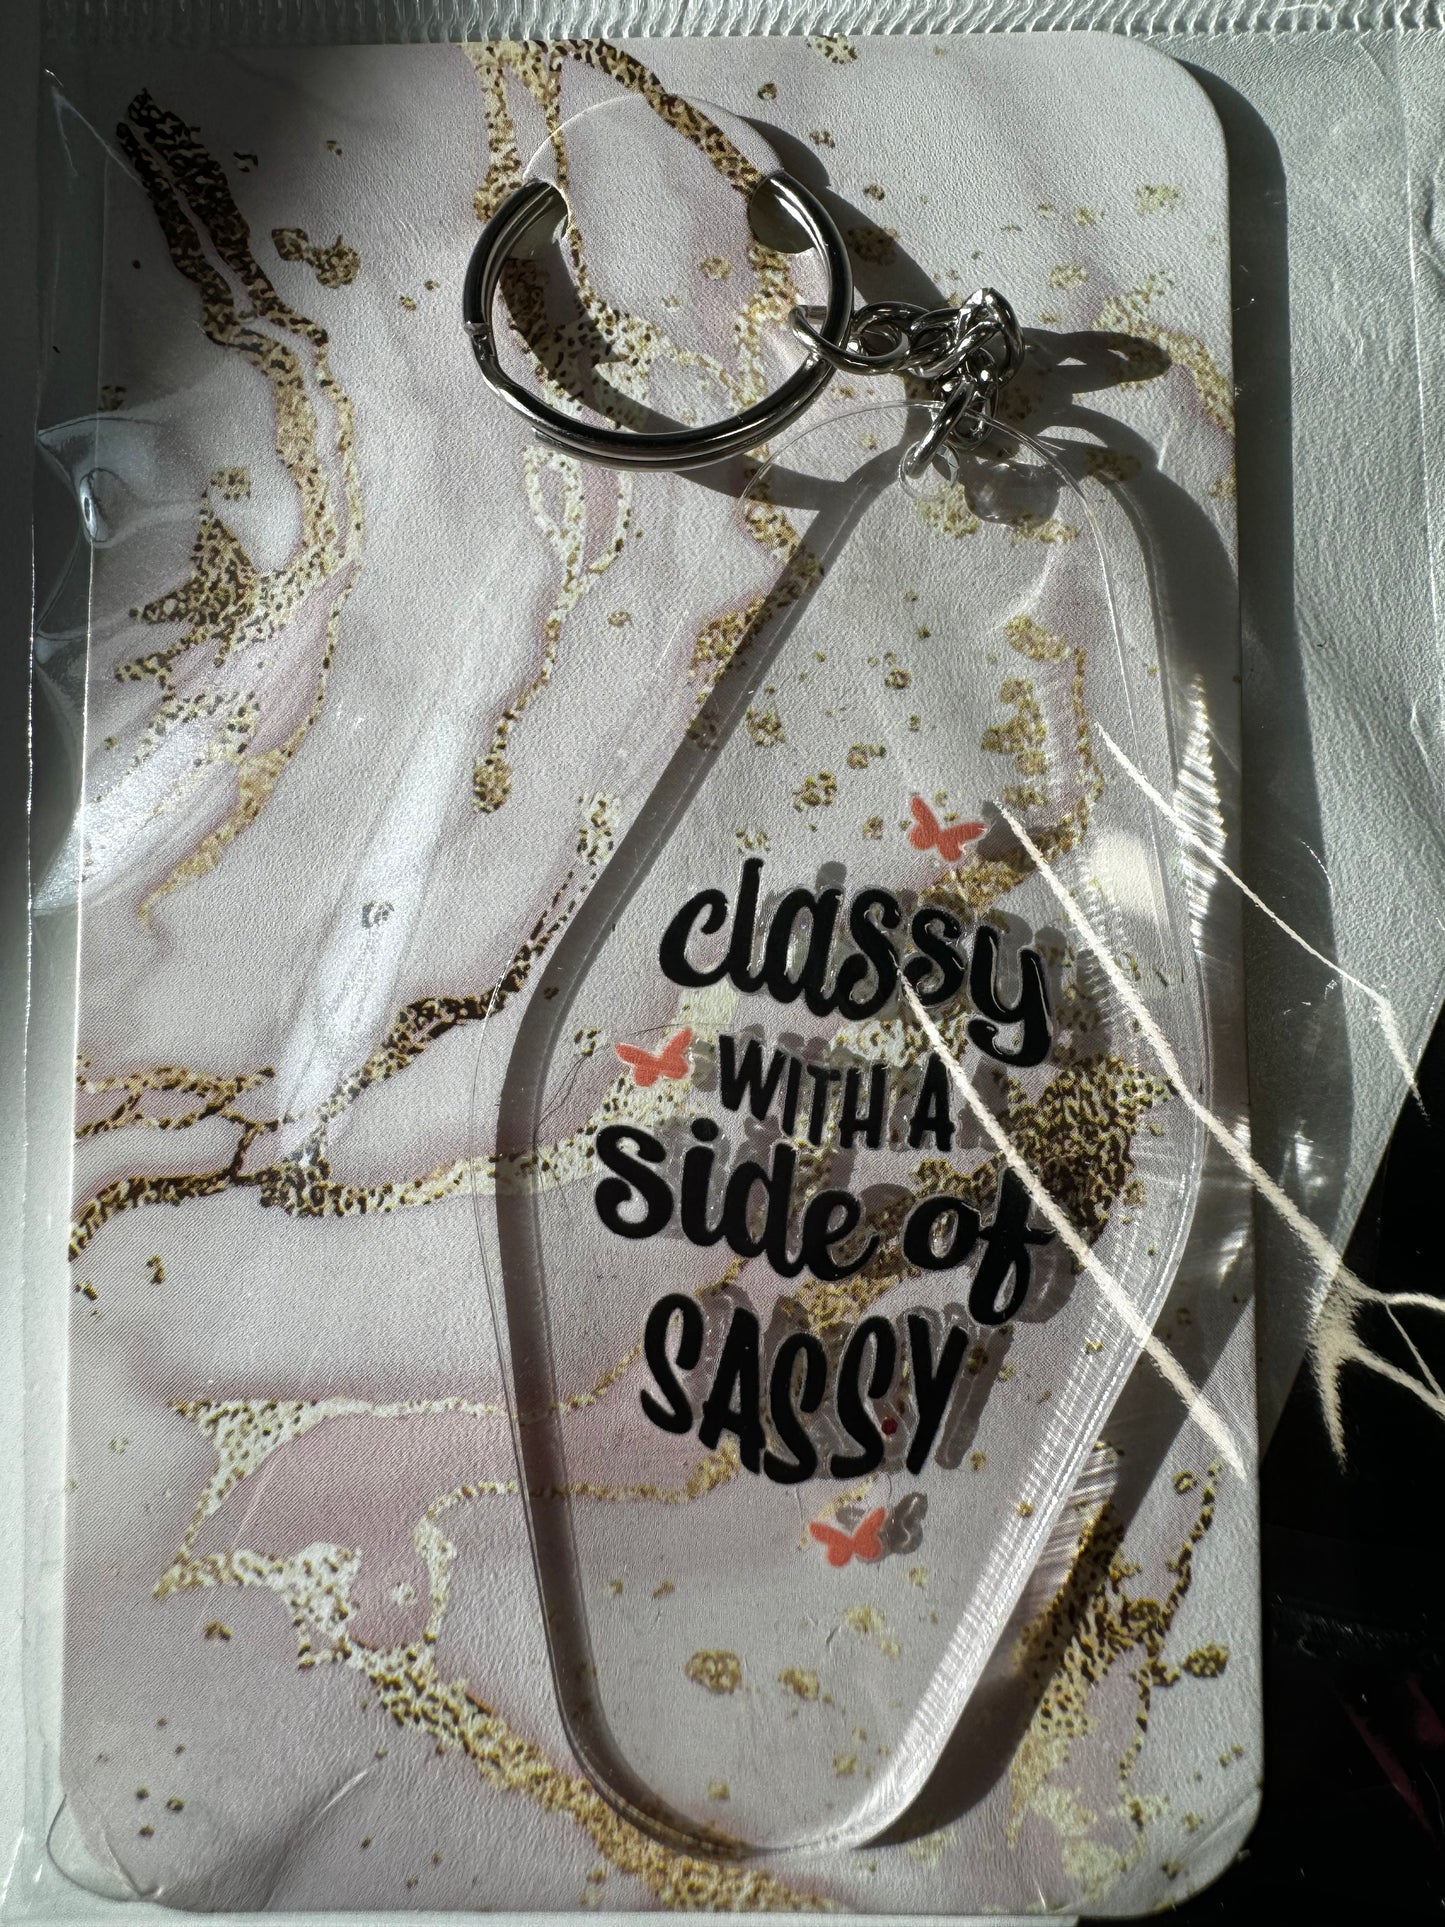 classy
WITH A
side of
SASSY